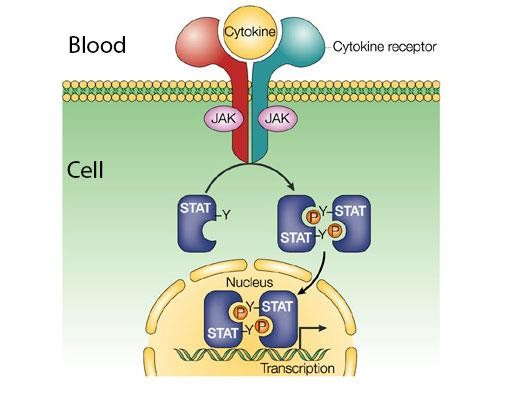 Blood
Cytokine
Cytokine receptor
JAK
JAK
Cell
STAT
Y
P
Y
STAT
STAT
Y
P
Nucleus
P
Y
STAT
STAT
Y
P
Transcription